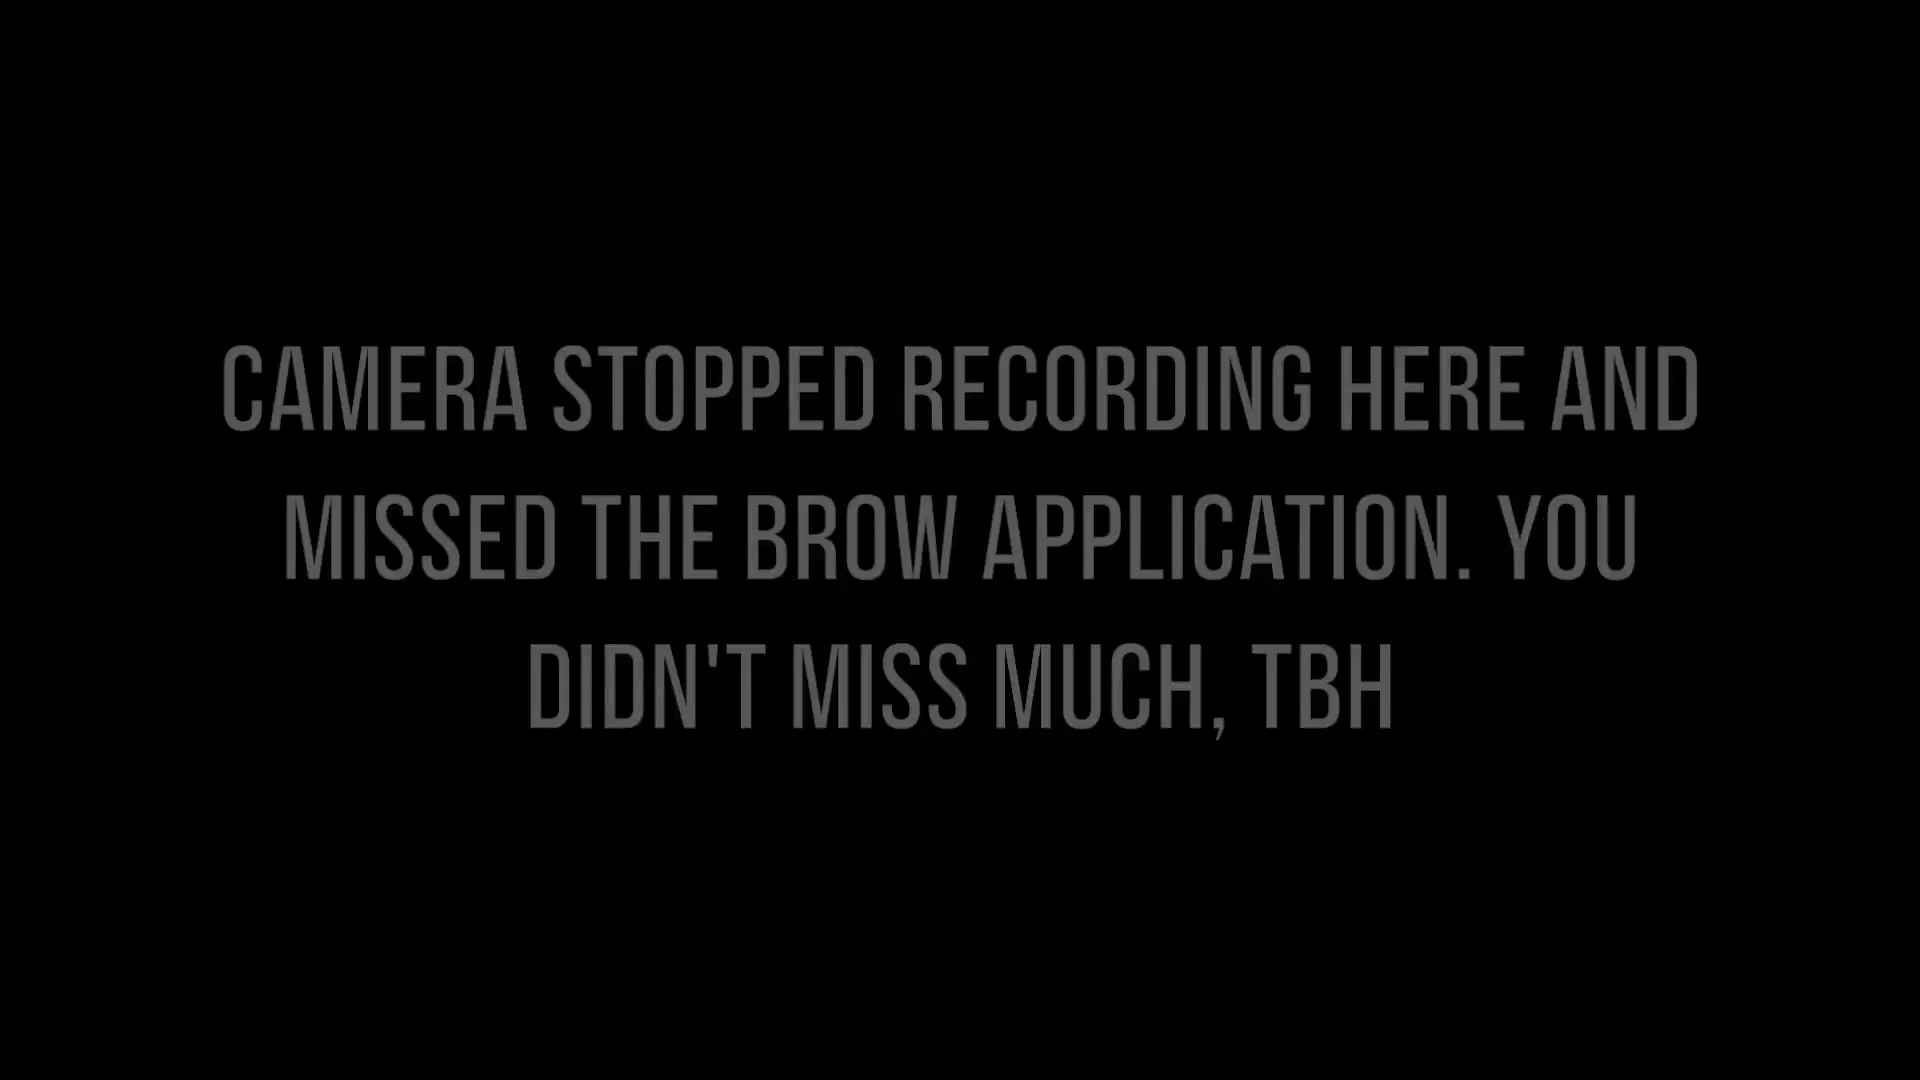 CAMERA STOPPED RECORDING HERE AND
MISSED THE BROW APPLICATION. YOU
DIDN'T MISS MUCH, TBH